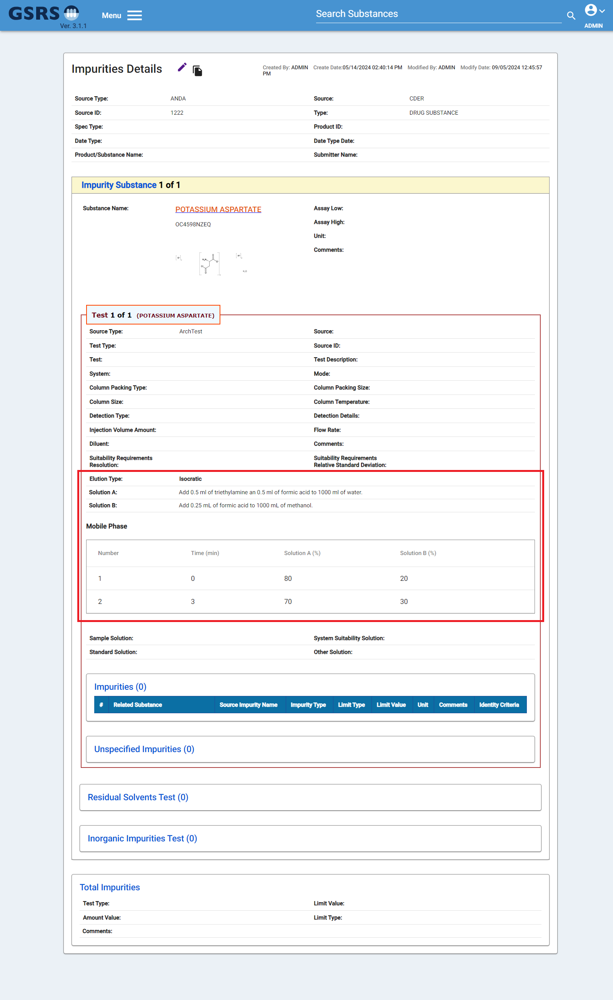 GSRS
Ver. 3.1.1
Menu
Search Substances
ADMIN
Impurities Details
Created By: ADMIN Create Date:05/14/2024 02:40:14 PM Modified By: ADMIN Modify Date: 09/05/2024 12:45:57
PM
Source Type: ANDA Source: CDER
Source ID: 1222 Type: DRUG SUBSTANCE
Spec Type: Product ID:
Date Type: Date Type Date:
Product/Substance Name: Submitter Name:
Impurity Substance 1 of 1
Substance Name: POTASSIUM ASPARTATE Assay Low:
OC4598NZEQ Assay High:
Unit:
Comments:
Test 1 of 1 (POTASSIUM ASPARTATE)
Source Type: ArchTest Source:
Test Type: Source ID:
Test: Test Description:
System: Mode:
Column Packing Type: Column Packing Size:
Column Size: Column Temperature:
Detection Type: Detection Details:
Injection Volume Amount: Flow Rate:
Diluent: Comments:
Suitability Requirements Suitability Requirements
Resolution: Relative Standard Deviation:
Elution Type: Isocratic
Solution A: Add 0.5 ml of triethylamine an 0.5 ml of formic acid to 1000 ml of water.
Solution B: Add 0.25 mL of formic acid to 1000 mL of methanol.
Mobile Phase
Number Time (min) Solution A (%) Solution B (%)
1 0 80 20
2 3 70 30
Sample Solution: System Suitability Solution:
Standard Solution: Other Solution:
Impurities (0)
# Related Substance Source Impurity Name Impurity Type Limit Type Limit Value Unit Comments Identity Criteria
Unspecified Impurities (0)
Residual Solvents Test (0)
Inorganic Impurities Test (0)
Total Impurities
Test Type: Limit Value:
Amount Value: Limit Type:
Comments: